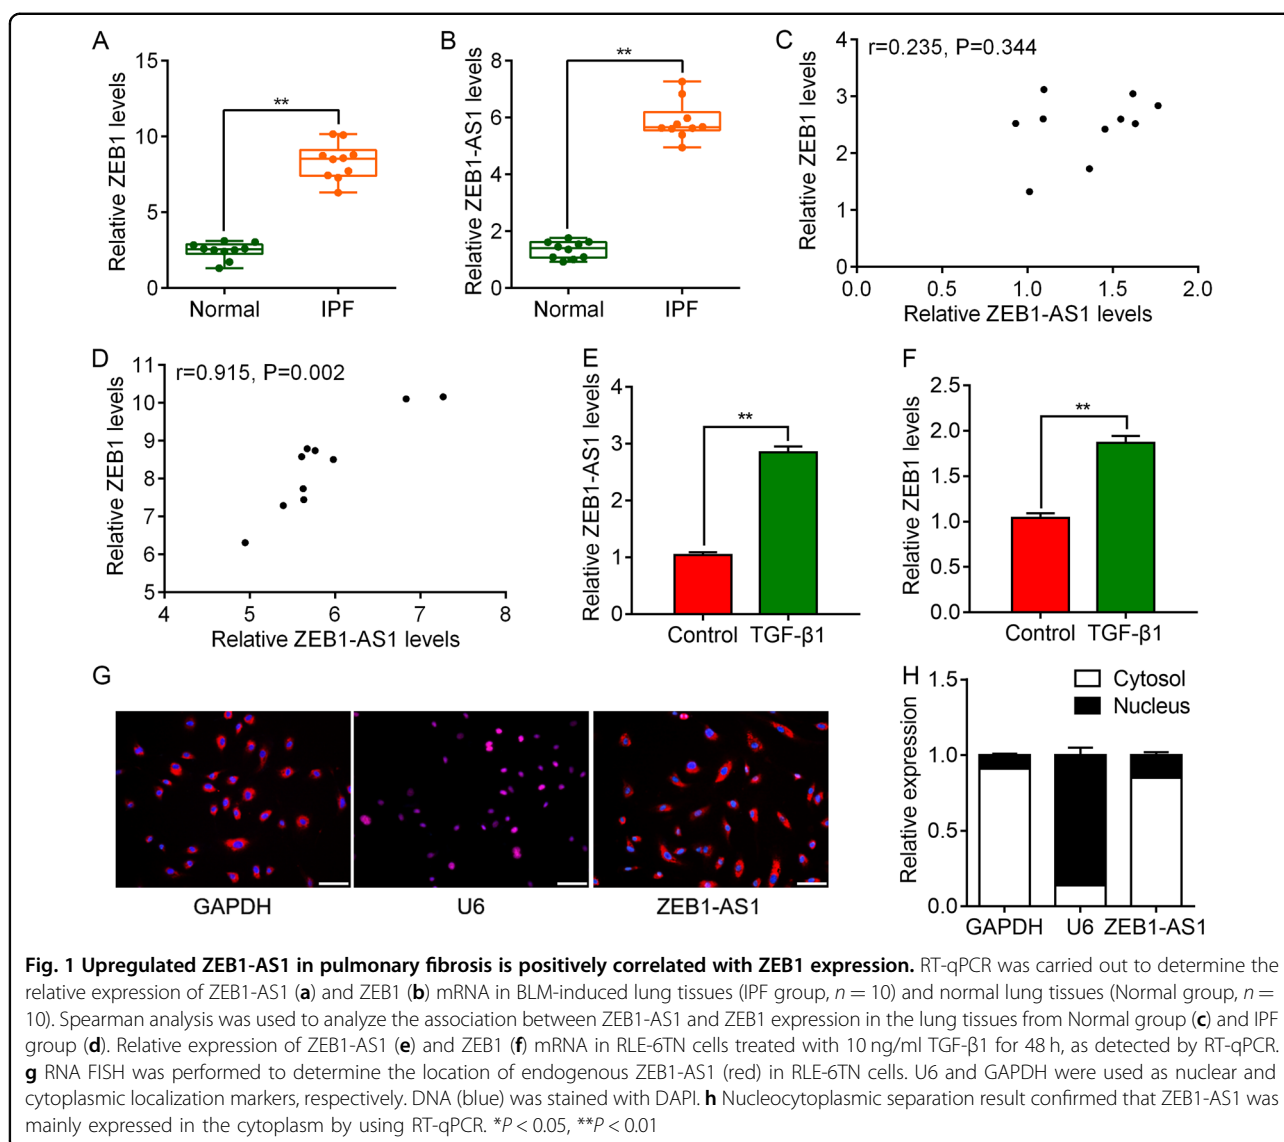 A
Relative ZEB1 levels
15
10
5
0
**
Normal
IPF
B
Relative ZEB1-AS1 levels
8
6
4
2
0
**
Normal
IPF
C
r=0.235, P=0.344
Relative ZEB1 levels
4
3
2
1
0
0.0
0.5
1.0
1.5
2.0
Relative ZEB1-AS1 levels
D
r=0.915, P=0.002
Relative ZEB1 levels
11
10
9
8
7
6
5
4
5
6
7
8
Relative ZEB1-AS1 levels
E
Relative ZEB1-AS1 levels
4
3
2
1
0
**
Control
TGF-β1
F
Relative ZEB1 levels
2.5
2.0
1.5
1.0
0.5
0.0
**
Control
TGF-β1
G
GAPDH
U6
ZEB1-AS1
H
Relative expression
1.5
1.0
0.5
0.0
Cytosol
Nucleus
GAPDH
U6
ZEB1-AS1
Fig. 1 Upregulated ZEB1-AS1 in pulmonary fibrosis is positively correlated with ZEB1 expression. RT-qPCR was carried out to determine the
relative expression of ZEB1-AS1 (a) and ZEB1 (b) mRNA in BLM-induced lung tissues (IPF group, n = 10) and normal lung tissues (Normal group, n =
10). Spearman analysis was used to analyze the association between ZEB1-AS1 and ZEB1 expression in the lung tissues from Normal group (c) and IPF
group (d). Relative expression of ZEB1-AS1 (e) and ZEB1 (f) mRNA in RLE-6TN cells treated with 10 ng/ml TGF-β1 for 48 h, as detected by RT-qPCR.
g RNA FISH was performed to determine the location of endogenous ZEB1-AS1 (red) in RLE-6TN cells. U6 and GAPDH were used as nuclear and
cytoplasmic localization markers, respectively. DNA (blue) was stained with DAPI. h Nucleocytoplasmic separation result confirmed that ZEB1-AS1 was
mainly expressed in the cytoplasm by using RT-qPCR. *P < 0.05, **P < 0.01